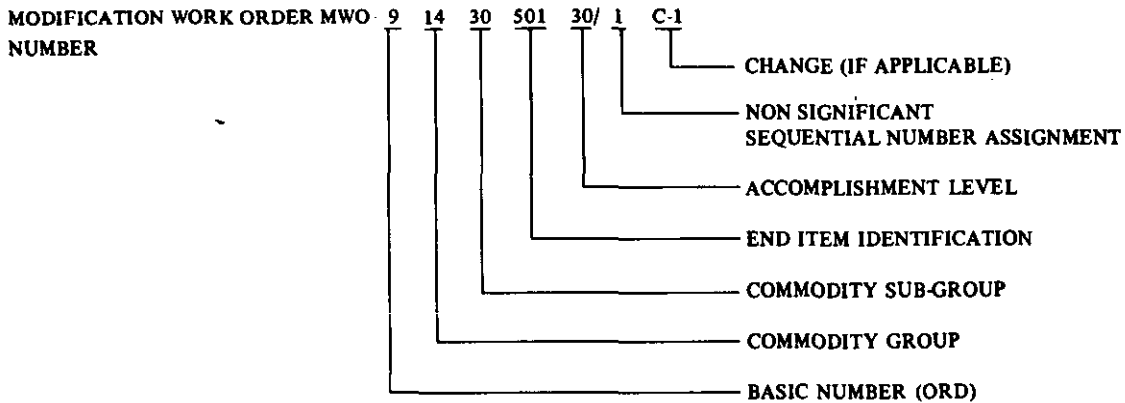 MODIFICATION WORK ORDER MWO 9 14 30 501 30/ 1 C-1
NUMBER
CHANGE (IF APPLICABLE)
NON SIGNIFICANT
SEQUENTIAL NUMBER ASSIGNMENT
ACCOMPLISHMENT LEVEL
END ITEM IDENTIFICATION
COMMODITY SUB-GROUP
COMMODITY GROUP
BASIC NUMBER (ORD)